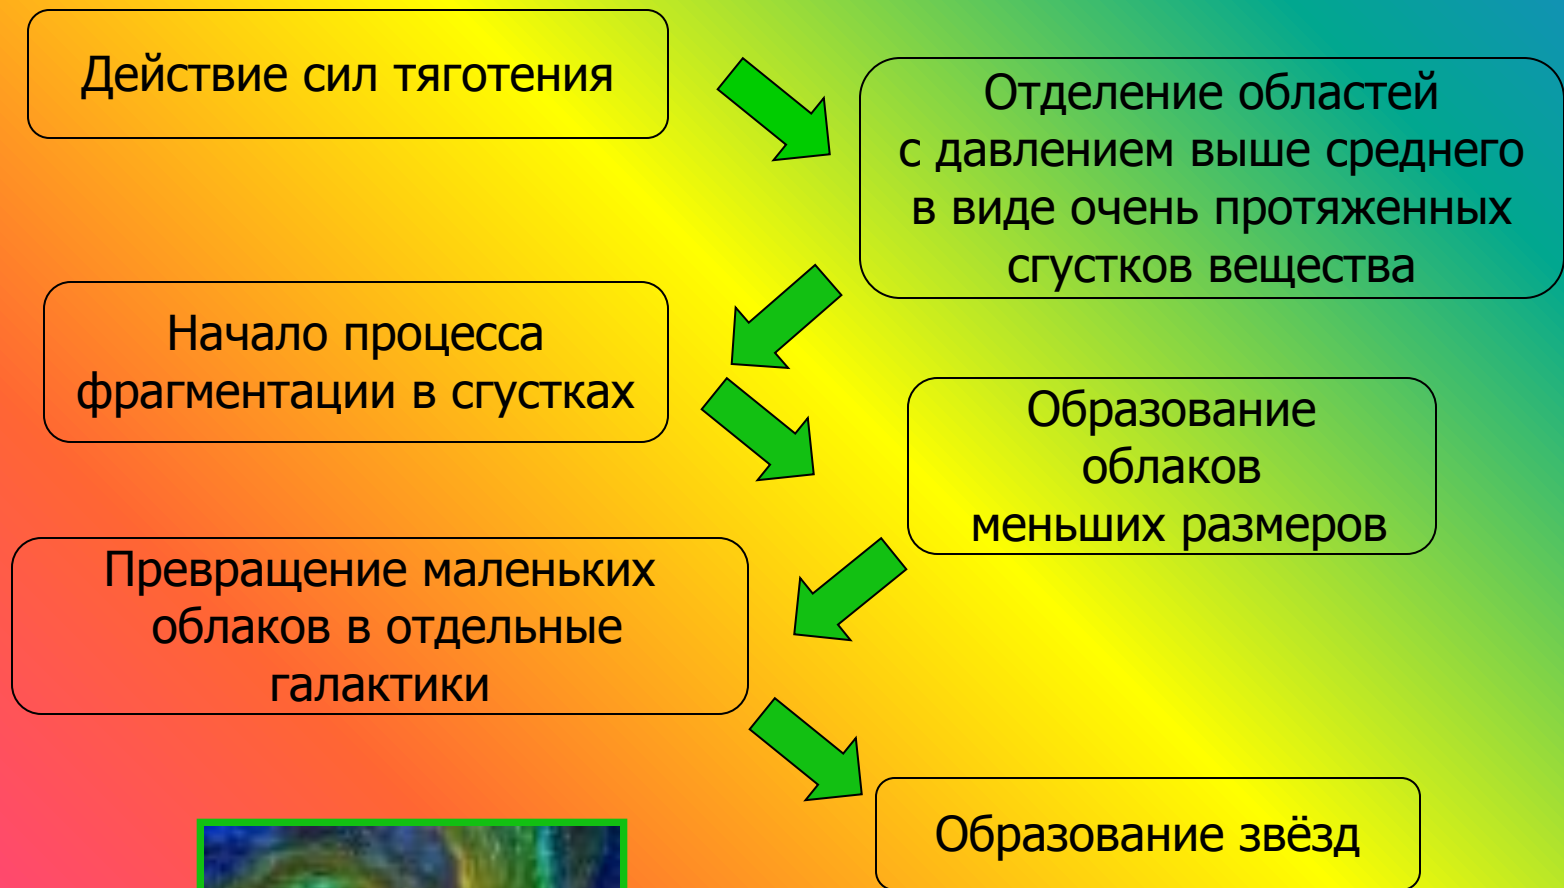 Действие сил тяготения
Отделение областей
с давлением выше среднего
в виде очень протяженных
сгустков вещества
Начало процесса
фрагментации в сгустках
Образование
облаков
меньших размеров
Превращение маленьких
облаков в отдельные
галактики
Образование звёзд